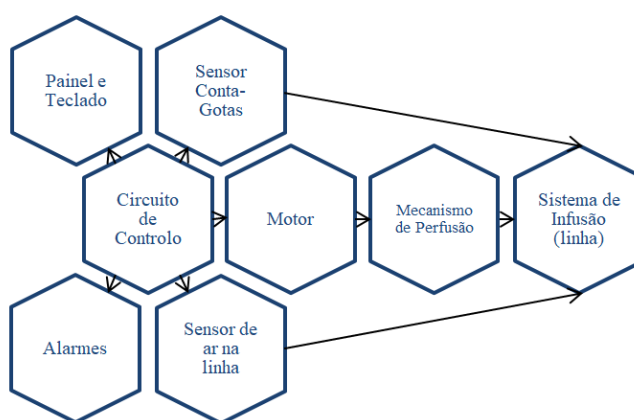 Painel e
Teclado
Sensor
Conta-
Gotas
Circuito
de
Controlo
Motor
Mecanismo
de Perfusão
Sistema de
Infusão
(linha)
Alarmes
Sensor de
ar na
linha